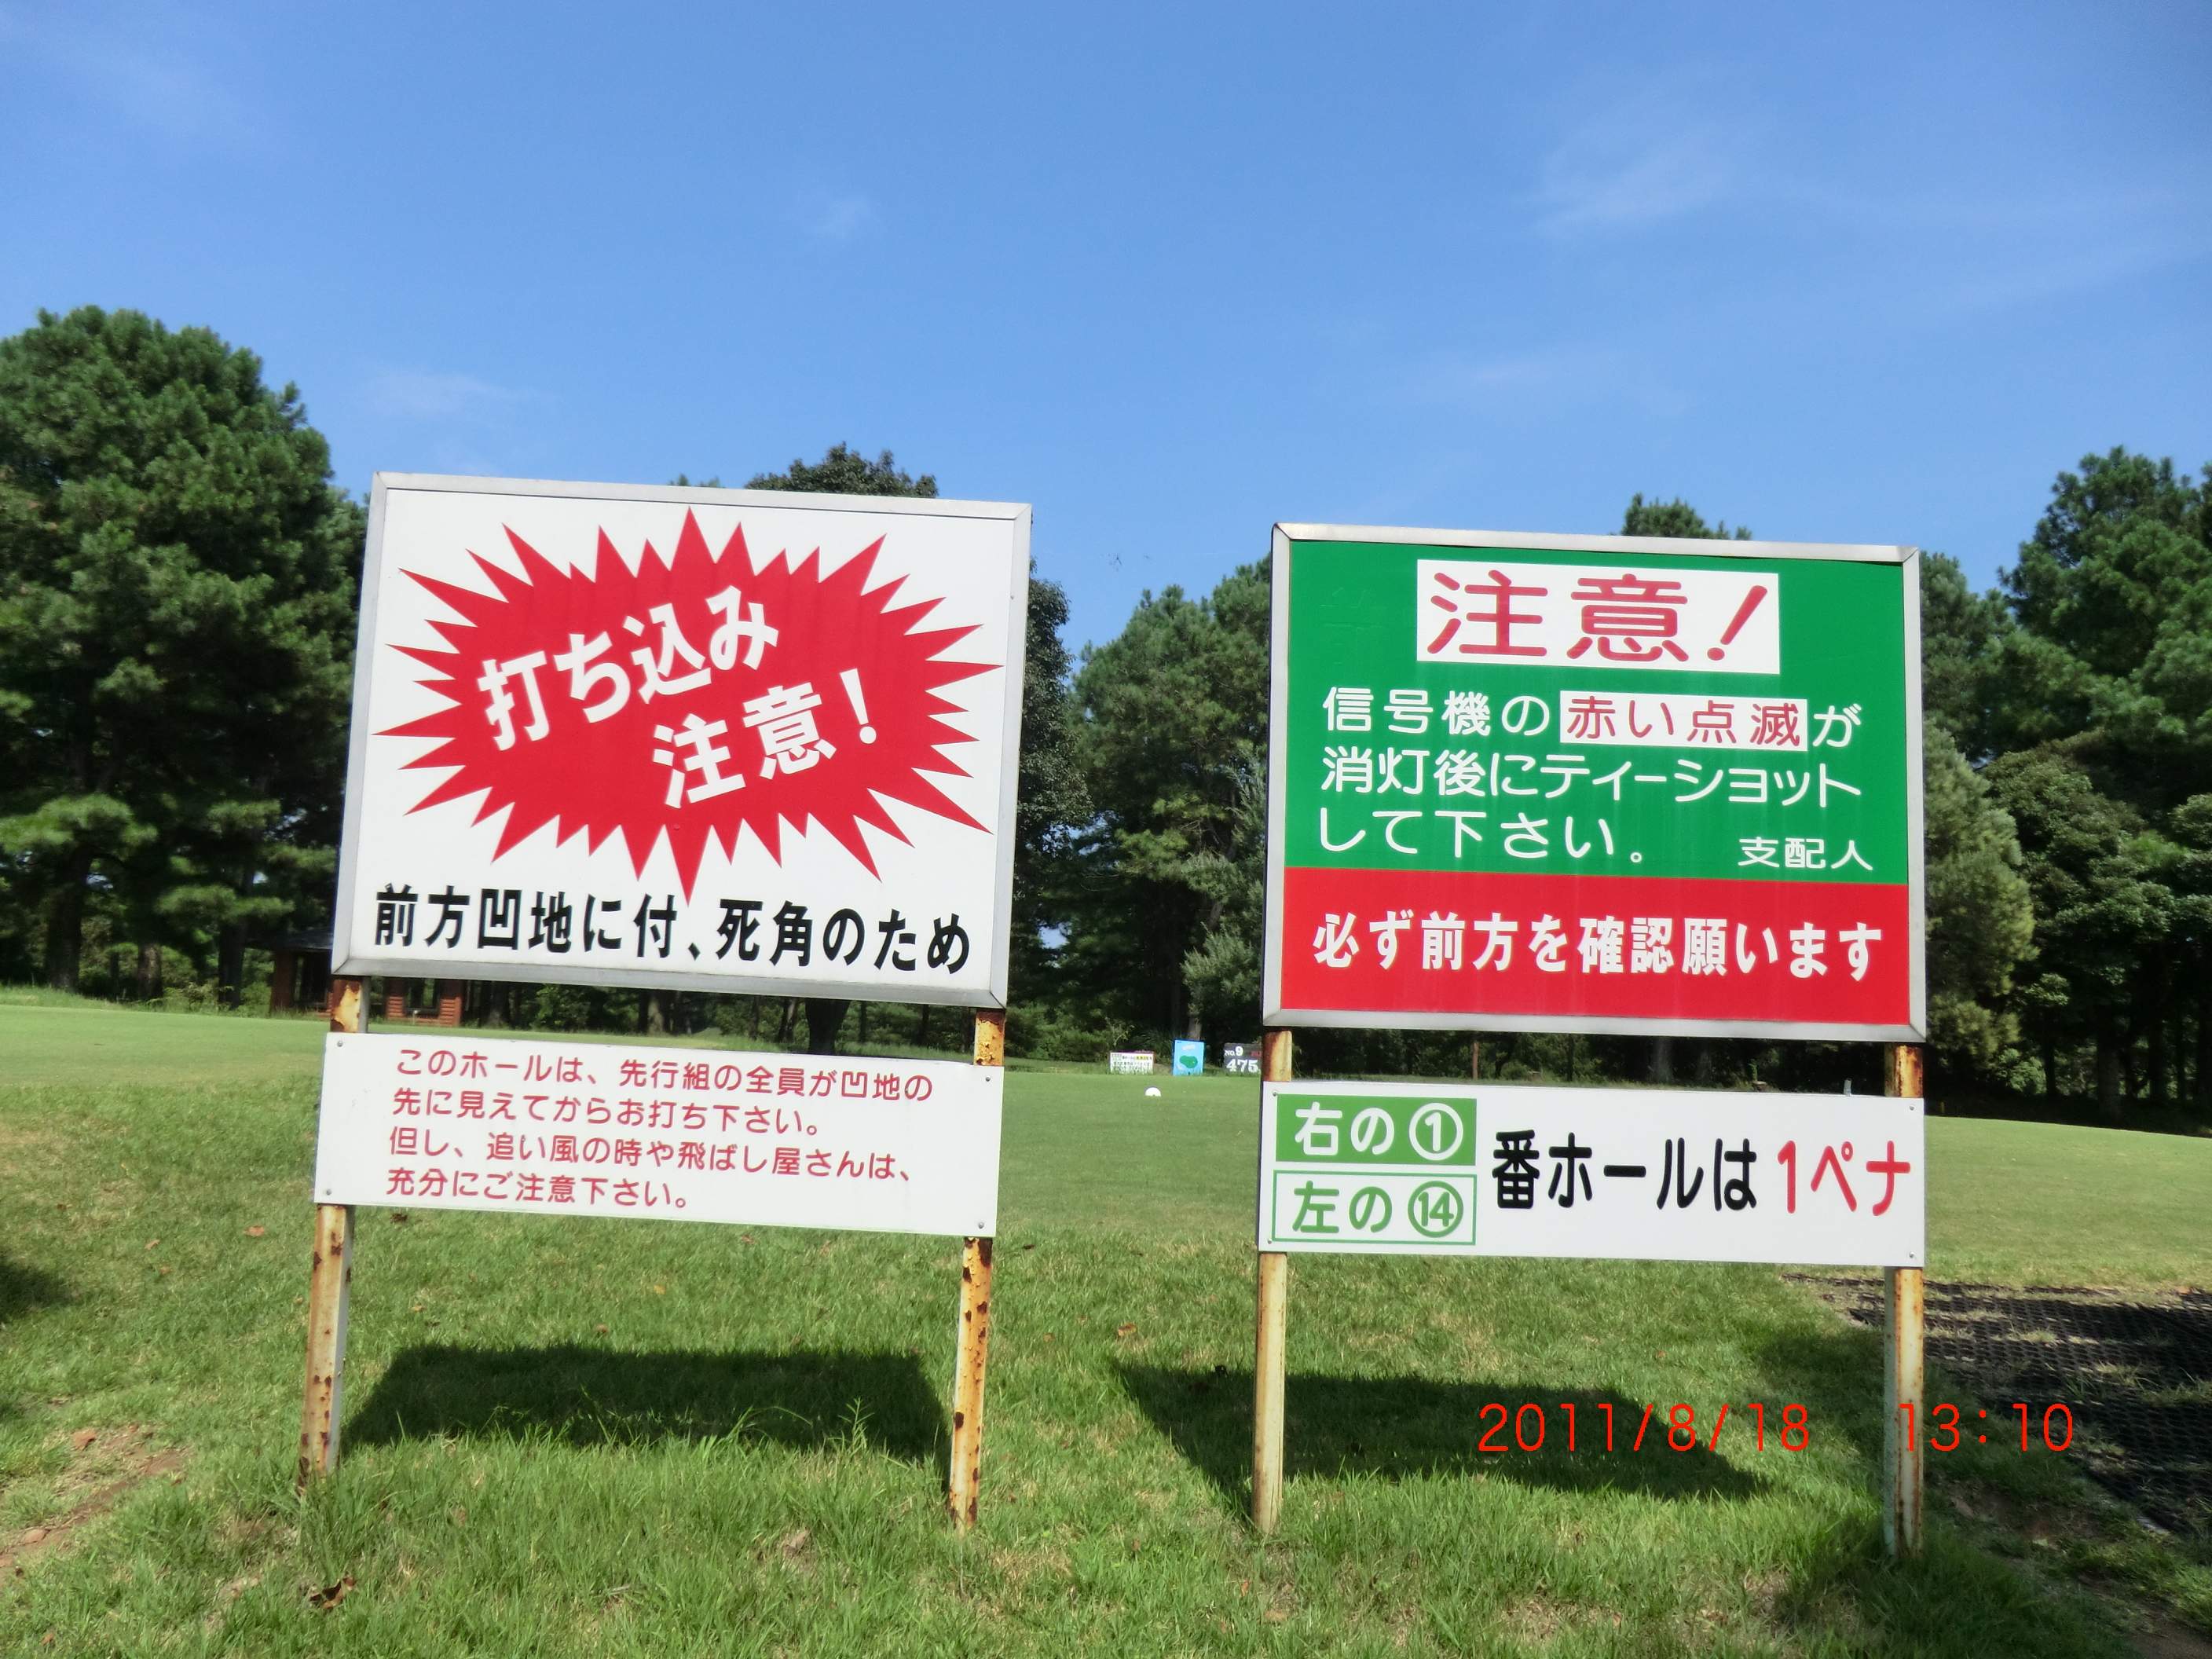 打ち込み
注意!
前方凹地に付、死角のため
このホールは、先行組の全員が凹地の
先に見えてからお打ち下さい。
但し、追い風の時や飛ばし屋さんは、
充分にご注意下さい。
注意!
信号機の赤い点滅が
消灯後にティーショット
して下さい。 支配人
必ず前方を確認願います
右の① 番ホールは 1ペナ
左の⑭
NO.9
475
2011/8/18 13:10